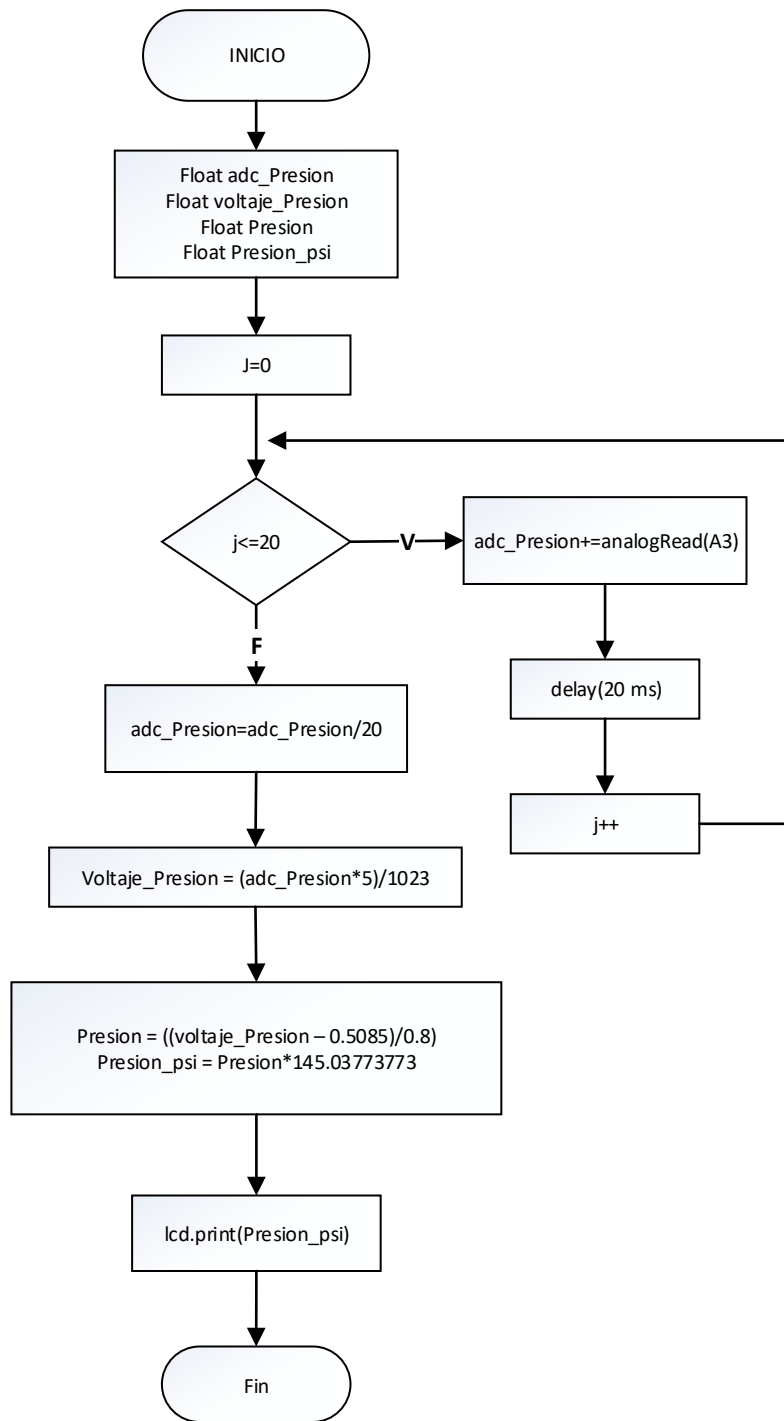 INICIO
Float adc_Presion
Float voltaje_Presion
Float Presion
Float Presion_psi
J=0
j<=20
V
adc_Presion+=analogRead(A3)
delay(20 ms)
j++
F
adc_Presion=adc_Presion/20
Voltaje_Presion = (adc_Presion*5)/1023
Presion = ((voltaje_Presion – 0.5085)/0.8)
Presion_psi = Presion*145.03773773
lcd.print(Presion_psi)
Fin